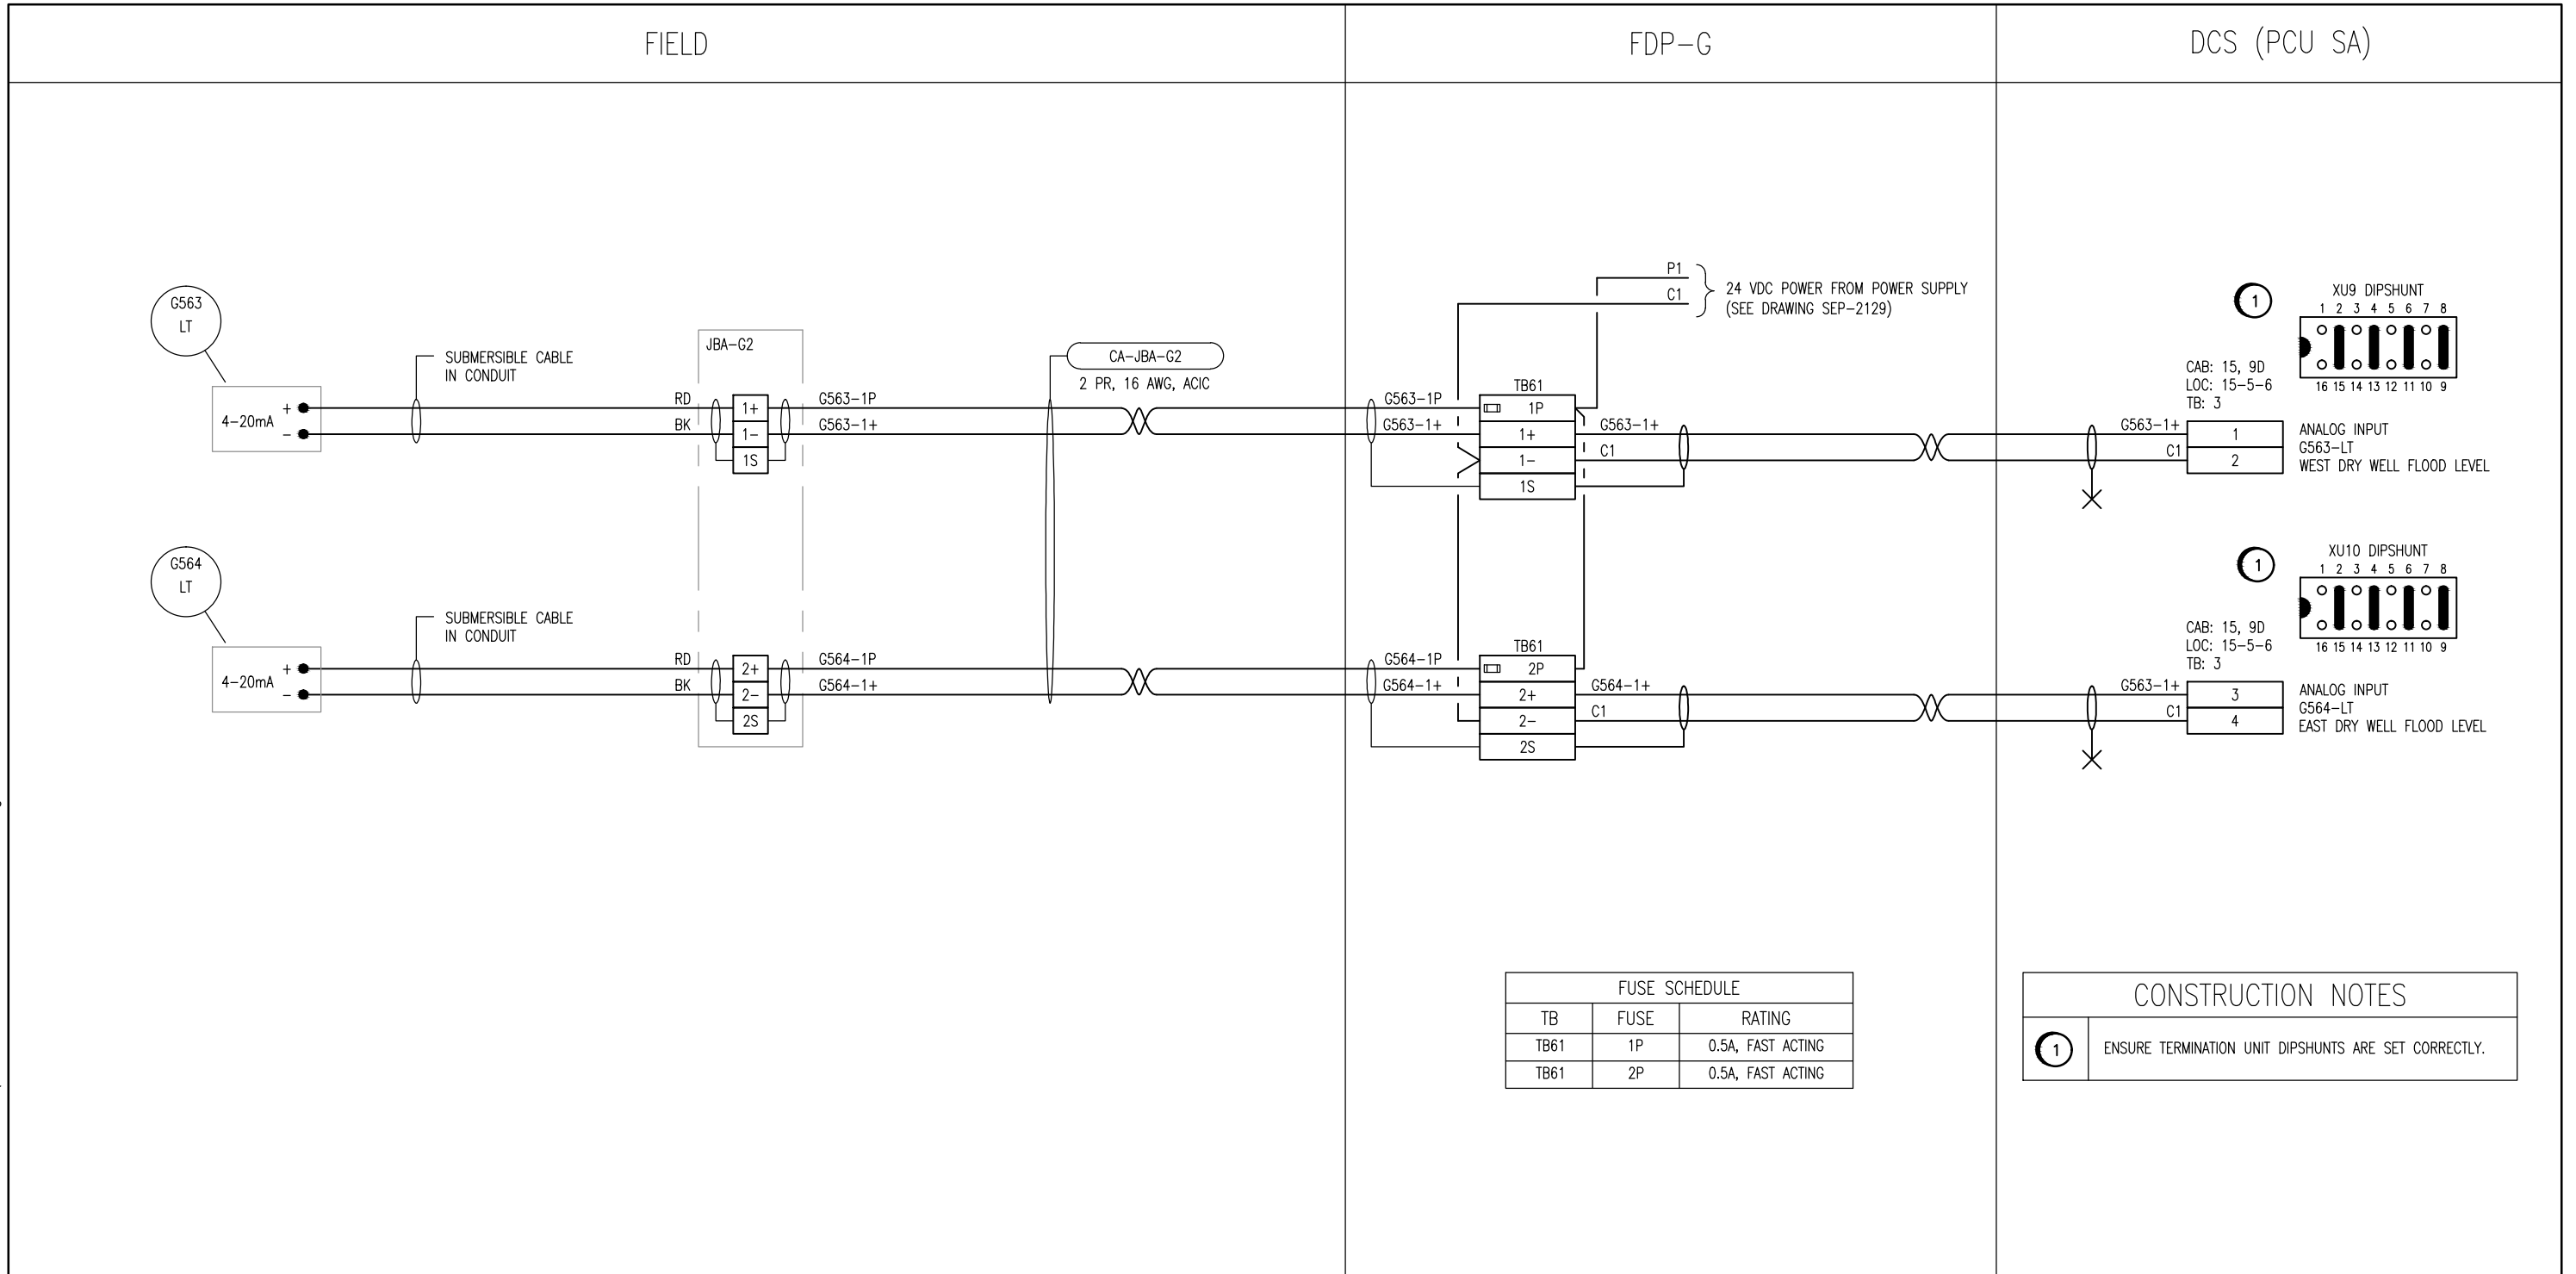 FIELD
FDP-G
DCS (PCU SA)
G563
LT
4-20mA
+
-
SUBMERSIBLE CABLE
IN CONDUIT
RD
BK
JBA-G2
1+
1-
1S
G563-1P
G563-1+
CA-JBA-G2
2 PR, 16 AWG, ACIC
G563-1P
G563-1+
TB61
1P
1+
1-
1S
P1
C1
24 VDC POWER FROM POWER SUPPLY
(SEE DRAWING SEP-2129)
G563-1+
C1
1
XU9 DIPSHUNT
1 2 3 4 5 6 7 8
16 15 14 13 12 11 10 9
CAB: 15, 9D
LOC: 15-5-6
TB: 3
G563-1+
C1
1
2
ANALOG INPUT
G563-LT
WEST DRY WELL FLOOD LEVEL
G564
LT
4-20mA
+
-
SUBMERSIBLE CABLE
IN CONDUIT
RD
BK
2+
2-
2S
G564-1P
G564-1+
G564-1P
G564-1+
TB61
2P
2+
2-
2S
G564-1+
C1
1
XU10 DIPSHUNT
1 2 3 4 5 6 7 8
16 15 14 13 12 11 10 9
CAB: 15, 9D
LOC: 15-5-6
TB: 3
G563-1+
C1
3
4
ANALOG INPUT
G564-LT
EAST DRY WELL FLOOD LEVEL
FUSE SCHEDULE
TB FUSE RATING
TB61 1P 0.5A, FAST ACTING
TB61 2P 0.5A, FAST ACTING
CONSTRUCTION NOTES
1 ENSURE TERMINATION UNIT DIPSHUNTS ARE SET CORRECTLY.